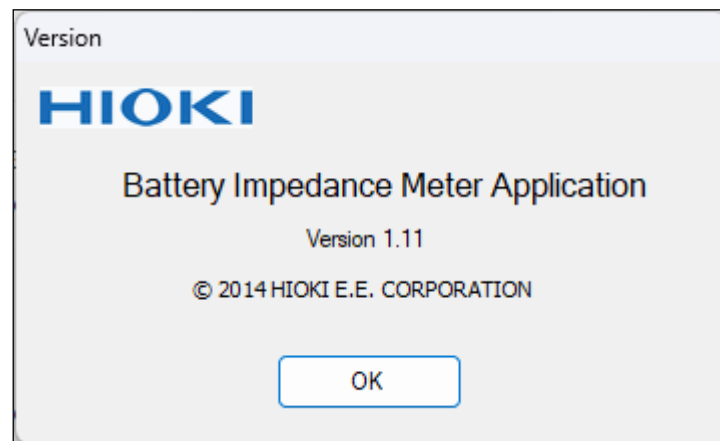 Version
HIOKI
Battery Impedance Meter Application
Version 1.11
© 2014 HIOKI E.E. CORPORATION
OK